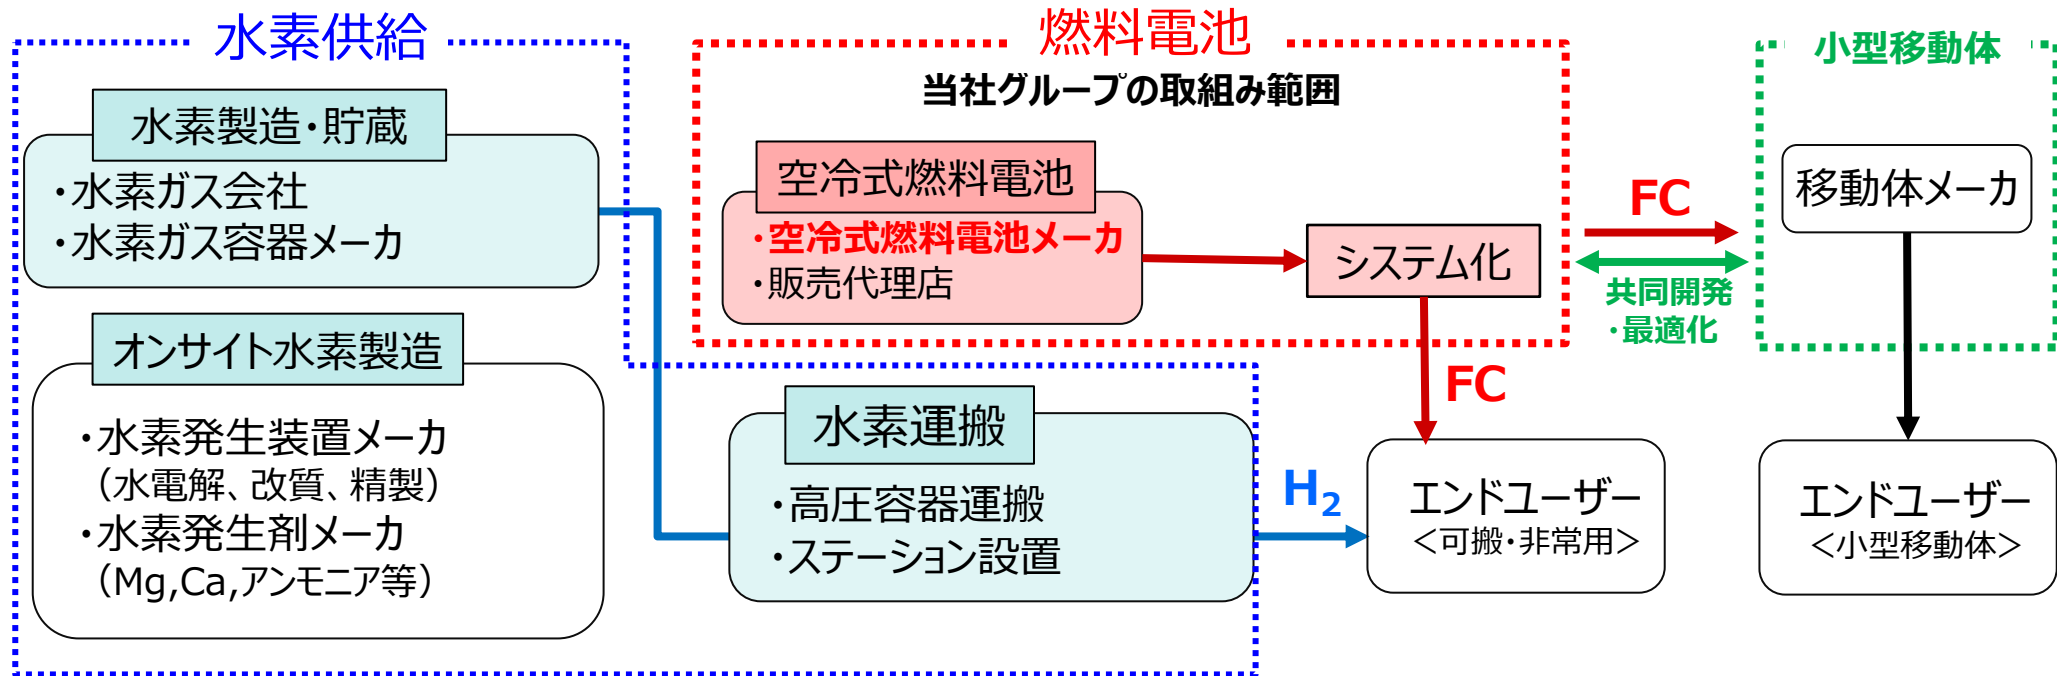 水素供給
水素製造・貯蔵
・水素ガス会社
・水素ガス容器メーカ
オンサイト水素製造
・水素発生装置メーカ
（水電解、改質、精製）
・水素発生剤メーカ
（Mg,Ca,アンモニア等）
水素運搬
・高圧容器運搬
・ステーション設置
H₂
燃料電池
当社グループの取組み範囲
空冷式燃料電池
・空冷式燃料電池メーカ
・販売代理店
システム化
FC
エンドユーザー
＜可搬・非常用＞
FC
共同開発
・最適化
小型移動体
移動体メーカ
エンドユーザー
＜小型移動体＞